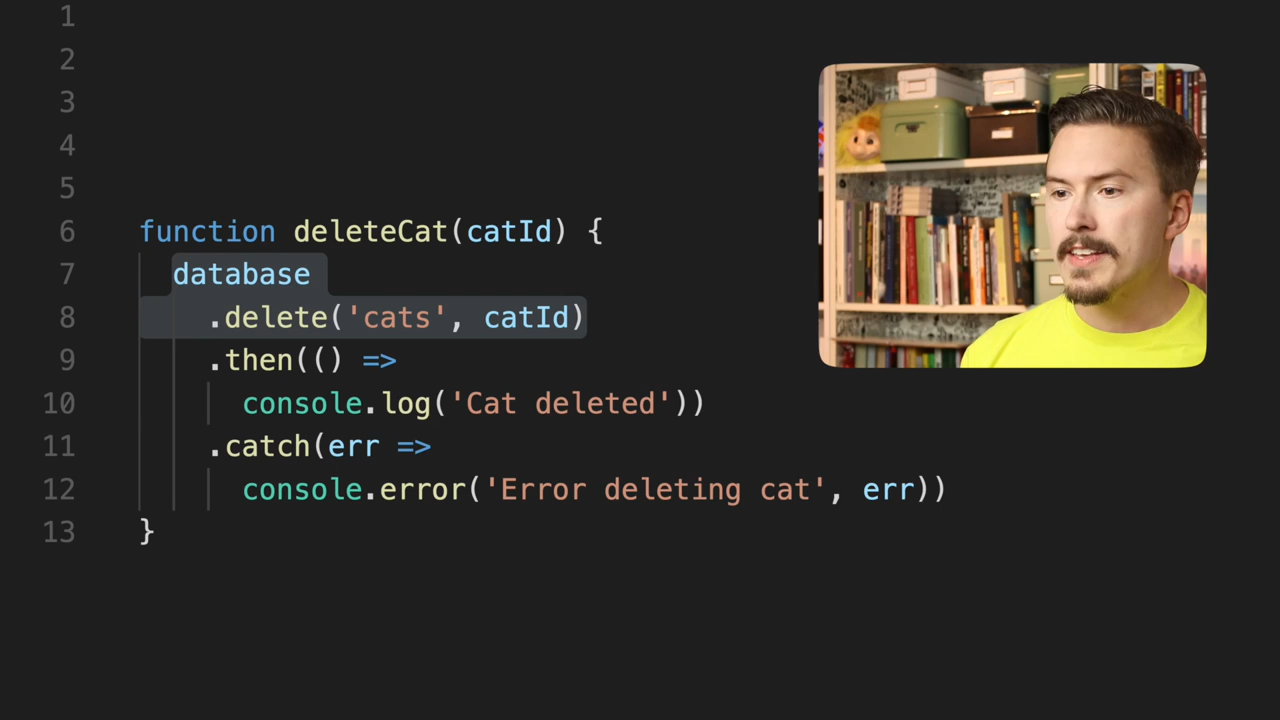 1
2
3
4
5
6 function deleteCat(catId) {
7 database
8 .delete('cats', catId)
9 .then(() =>
10 console.log('Cat deleted'))
11 .catch(err =>
12 console.error('Error deleting cat', err))
13 }